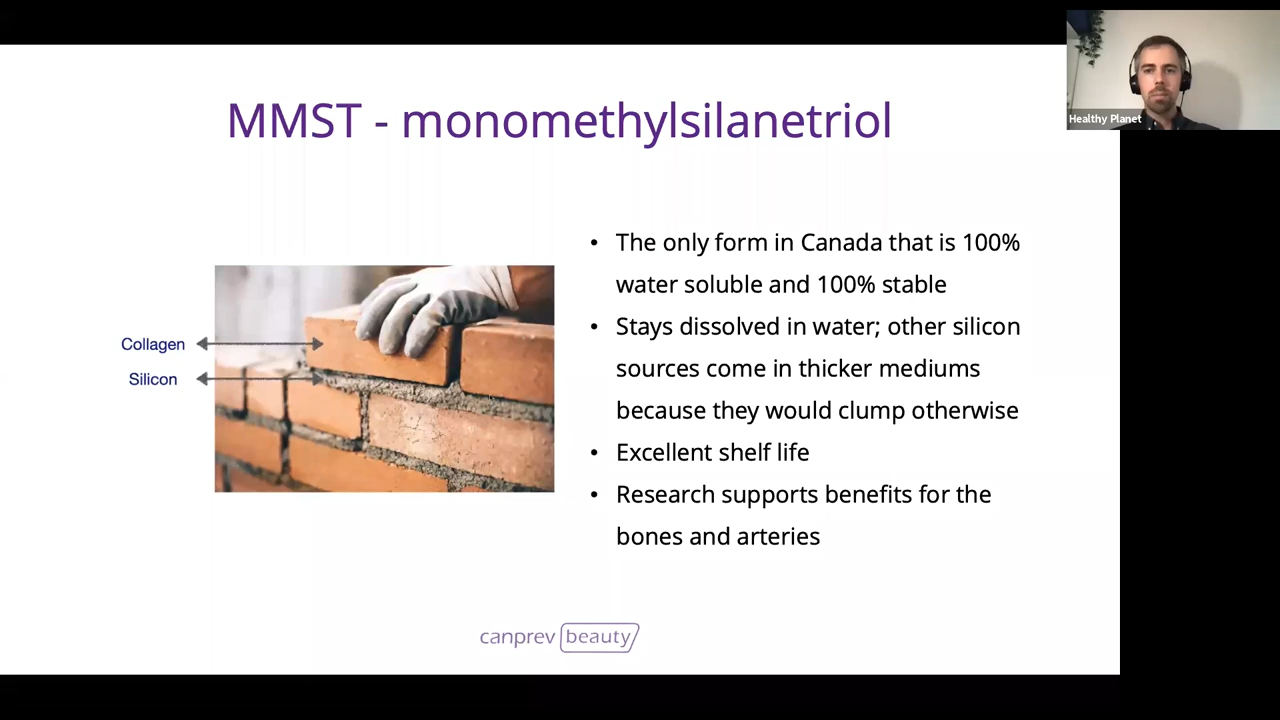 Healthy Planet
MMST - monomethylsilanetriol
Collagen
Silicon
• The only form in Canada that is 100%
water soluble and 100% stable
• Stays dissolved in water; other silicon
sources come in thicker mediums
because they would clump otherwise
• Excellent shelf life
• Research supports benefits for the
bones and arteries
canprev beauty